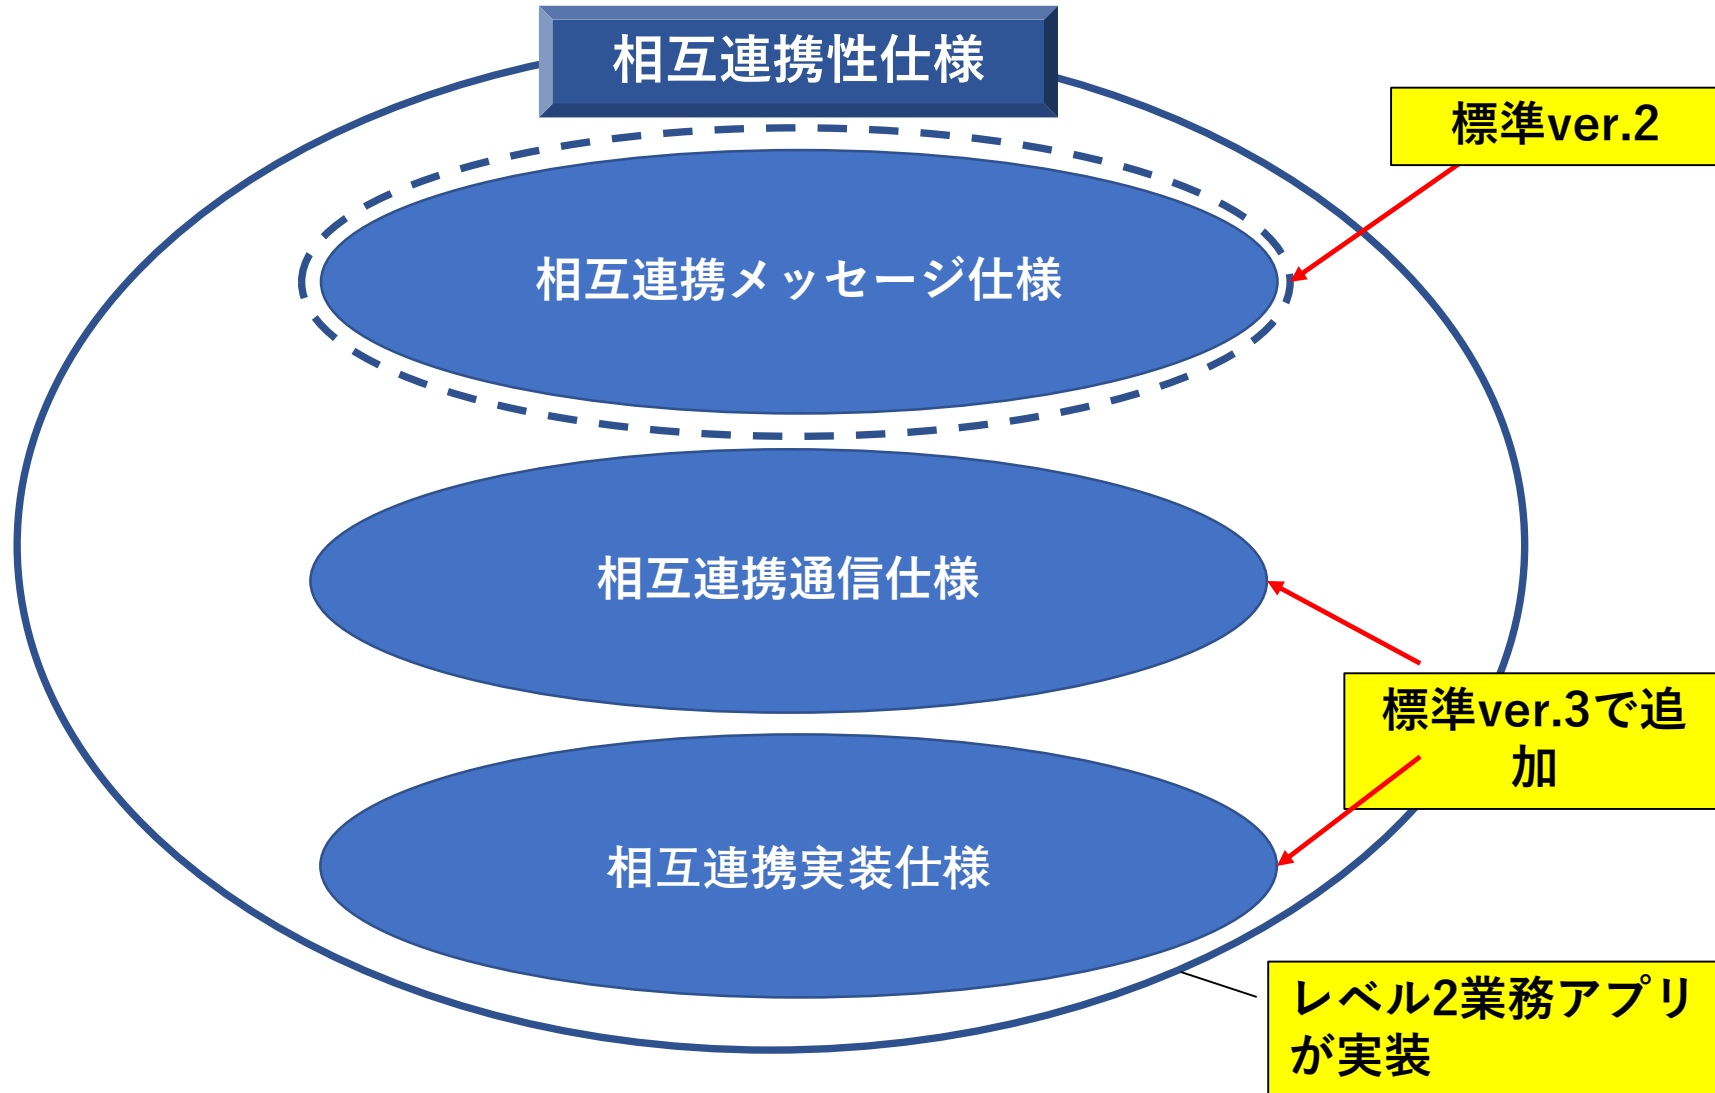 相互連携性仕様
標準ver.2
相互連携メッセージ仕様
相互連携通信仕様
標準ver.3で追
加
相互連携実装仕様
レベル2業務アプリ
が実装